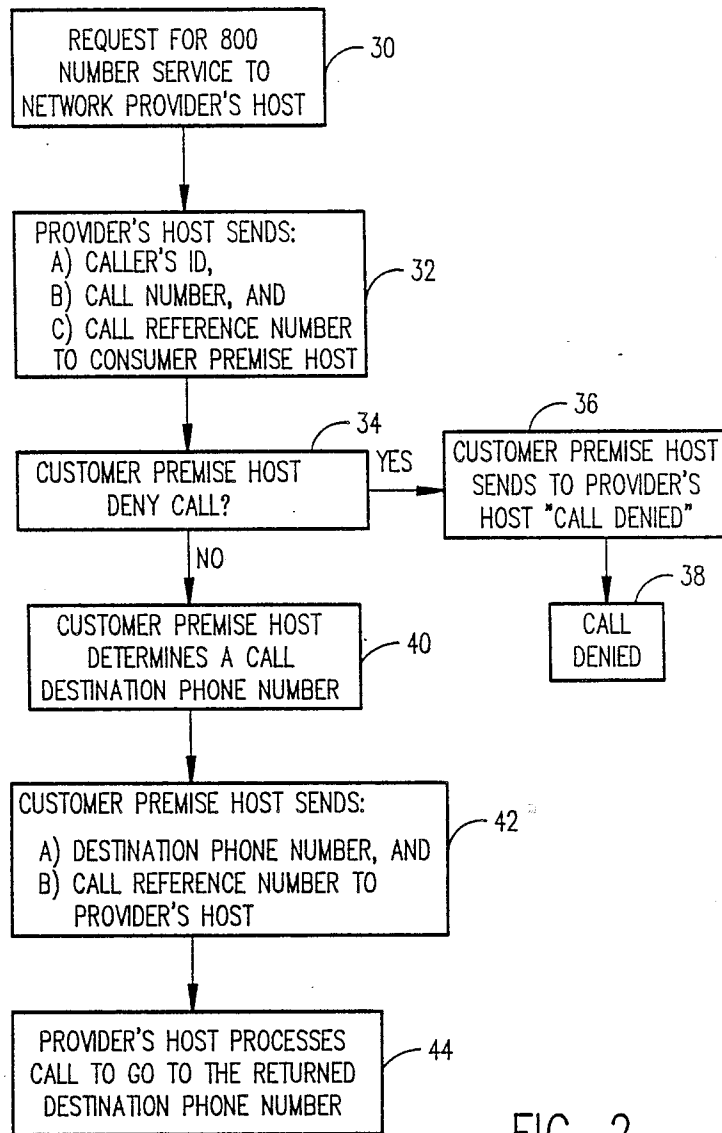 REQUEST FOR 800
NUMBER SERVICE TO
NETWORK PROVIDER'S HOST
30
PROVIDER'S HOST SENDS:
A) CALLER'S ID,
B) CALL NUMBER, AND
C) CALL REFERENCE NUMBER
TO CONSUMER PREMISE HOST
32
34
CUSTOMER PREMISE HOST
DENY CALL?
YES
36
CUSTOMER PREMISE HOST
SENDS TO PROVIDER'S
HOST "CALL DENIED"
NO
38
CALL
DENIED
CUSTOMER PREMISE HOST
DETERMINES A CALL
DESTINATION PHONE NUMBER
40
CUSTOMER PREMISE HOST SENDS:
A) DESTINATION PHONE NUMBER, AND
B) CALL REFERENCE NUMBER TO
PROVIDER'S HOST
42
PROVIDER'S HOST PROCESSES
CALL TO GO TO THE RETURNED
DESTINATION PHONE NUMBER
44
FIG. 2